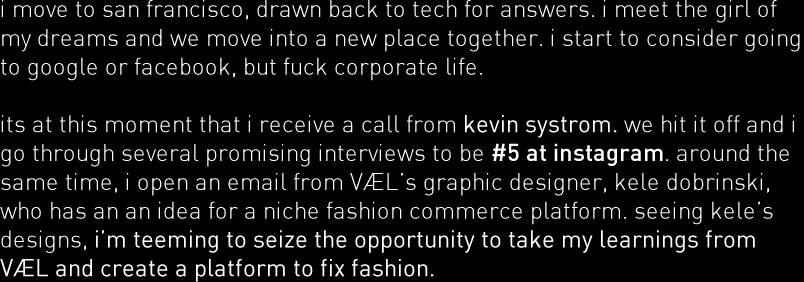 i move to san francisco, drawn back to tech for answers. i meet the girl of
my dreams and we move into a new place together. i start to consider going
to google or facebook, but fuck corporate life.
its at this moment that i receive a call from kevin systrom. we hit it off and i
go through several promising interviews to be #5 at instagram. around the
same time, i open an email from VÆL’s graphic designer, kele dobrinski,
who has an an idea for a niche fashion commerce platform. seeing kele’s
designs, i’m teeming to seize the opportunity to take my learnings from
VÆL and create a platform to fix fashion.